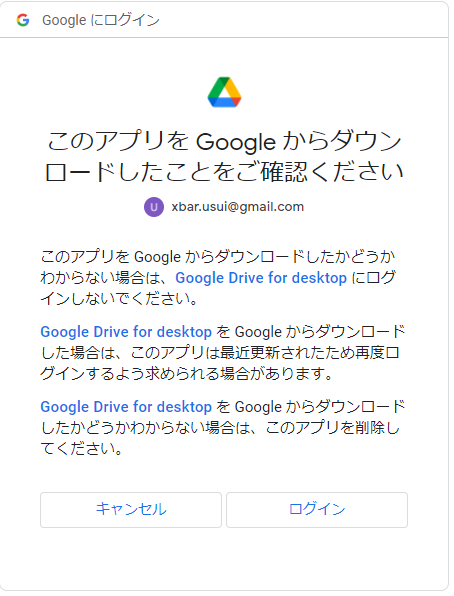 Google にログイン
このアプリを Google からダウン
ロードしたことをご確認ください
U xbar.usui@gmail.com
このアプリを Google からダウンロードしたかどうか
わからない場合は、Google Drive for desktop にログ
インしないでください。
Google Drive for desktop を Google からダウンロード
した場合は、このアプリは最近更新されたため再度ロ
グインするよう求められる場合があります。
Google Drive for desktop を Google からダウンロード
したかどうかわからない場合は、このアプリを削除し
てください。
キャンセル ログイン